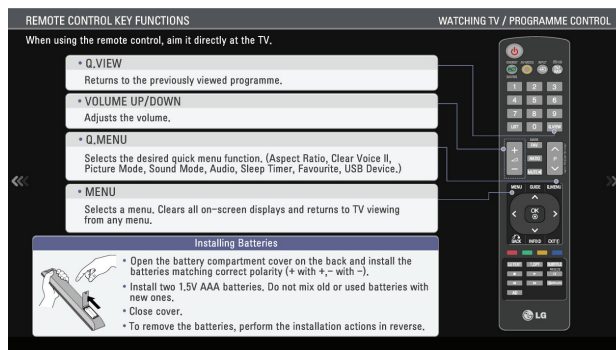 REMOTE CONTROL KEY FUNCTIONS
WATCHING TV / PROGRAMME CONTROL
When using the remote control, aim it directly at the TV.
• Q.VIEW
Returns to the previously viewed programme.
• VOLUME UP/DOWN
Adjusts the volume.
• Q.MENU
Selects the desired quick menu function. (Aspect Ratio, Clear Voice II,
Picture Mode, Sound Mode, Audio, Sleep Timer, Favourite, USB Device.)
• MENU
Selects a menu. Clears all on-screen displays and returns to TV viewing
from any menu.
Installing Batteries
• Open the battery compartment cover on the back and install the
batteries matching correct polarity (+ with +,- with -).
• Install two 1.5V AAA batteries. Do not mix old or used batteries with
new ones.
• Close cover.
• To remove the batteries, perform the installation actions in reverse.
1 2 3
4 5 6
7 8 9
LIST 0 Q.VIEW
+ FAV
P
-
MENU GUIDE Q.MENU
OK
BACK INFO EXIT
LG